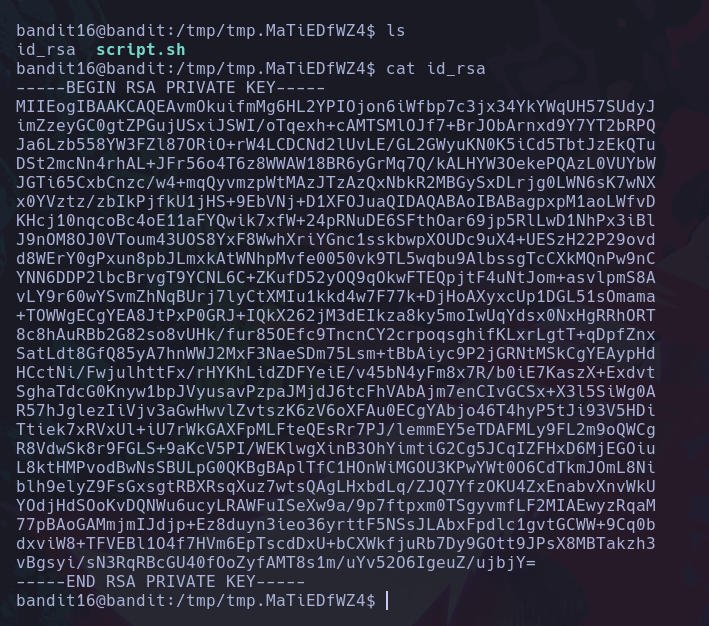 bandit16@bandit:/tmp/tmp.MaTiEDfWZ4$ ls
id_rsa  script.sh
bandit16@bandit:/tmp/tmp.MaTiEDfWZ4$ cat id_rsa
-----BEGIN RSA PRIVATE KEY-----
MIIEogIBAAKCAQEAvmOkuifmMg6HL2YPIOjon6iWfbp7c3jx34YkYWqUH57SUdyJ
imZzeyGC0gtZPGujUSxiJSWI/oTqexh+cAMTSMlOJf7+BrJObArnxd9Y7YT2bRPQ
Ja6Lzb558YW3FZl87ORiO+rW4LCDCNd2lUvLE/GL2GWyuKN0K5iCd5TbtJzEkQTu
DSt2mcNn4rhAL+JFr56o4T6z8WWAW18BR6yGrMq7Q/kALHYW3OekePQAzL0VUYbW
JGTi65CxbCnzc/w4+mqQyvmzpWtMAzJTzAzQxNbkR2MBGySxDLrjg0LWN6sK7wNX
x0YVztz/zbIkPjfkU1jHS+9EbVNj+D1XFOJuaQIDAQABAoIBABagpxpM1aoLWfvD
KHcj10nqcoBc4oE11aFYQwik7xfW+24pRNuDE6SFthOar69jp5RlLwD1NhPx3iBl
J9nOM8OJ0VToum43UOS8YxF8WwhXriYGnc1sskbwpXOUDc9uX4+UESzH22P29ovd
d8WErY0gPxun8pbJLmxkAtWNhpMvfe0050vk9TL5wqbu9AlbssgTcCXkMQnPw9nC
YNN6DDP2lbcBrvgT9YCNL6C+ZKufD52yOQ9qOkwFTEQpjtF4uNtJom+asvlpmS8A
vLY9r60wYSvmZhNqBUrj7lyCtXMIu1kkd4w7F77k+DjHoAXyxcUp1DGL51sOmama
+TOWWgECgYEA8JtPxP0GRJ+IQkX262jM3dEIkza8ky5moIwUqYdsx0NxHgRRhORT
8c8hAuRBb2G82so8vUHk/fur85OEfc9TncnCY2crpoqsghifKLxrLgtT+qDpfZnx
SatLdt8GfQ85yA7hnWWJ2MxF3NaeSDm75Lsm+tBbAiyc9P2jGRNtMSkCgYEAypHd
HCctNi/FwjulhttFx/rHYKhLidZDFYeiE/v45bN4yFm8x7R/b0iE7KaszX+Exdvt
SghaTdcG0Knyw1bpJVyusavPzpaJMjdJ6tcFhVAbAjm7enCIvGCSx+X3l5SiWg0A
R57hJglezIiVjv3aGwHwvlZvtszK6zV6oXFAu0ECgYAbjo46T4hyP5tJi93V5HDi
Ttiek7xRVxUl+iU7rWkGAXFpMLFteQEsRr7PJ/lemmEY5eTDAFMLy9FL2m9oQWCg
R8VdwSk8r9FGLS+9aKcV5PI/WEKlwgXinB3OhYimtiG2Cg5JCqIZFHxD6MjEGOiu
L8ktHMPvodBwNsSBULpG0QKBgBAplTfC1HOnWiMGOU3KPwYWt0O6CdTkmJOmL8Ni
blh9elyZ9FsGxsgtRBXRsqXuz7wtsQAgLHxbdLq/ZJQ7YfzOKU4ZxEnabvXnvWkU
YOdjHdSOoKvDQNWu6ucyLRAWFuISeXw9a/9p7ftpxm0TSgyvmfLF2MIAEwyzRqaM
77pBAoGAMmjmIJdjp+Ez8duyn3ieo36yrttF5NSsJLAbxFpdlc1gvtGCWW+9Cq0b
dxviW8+TFVEBl1O4f7HVm6EpTscdDxU+bCXWkfjuRb7Dy9GOtt9JPsX8MBTakzh3
vBgsyi/sN3RqRBcGU40fOoZyfAMT8s1m/uYv52O6IgeuZ/ujbjY=
-----END RSA PRIVATE KEY-----
bandit16@bandit:/tmp/tmp.MaTiEDfWZ4$